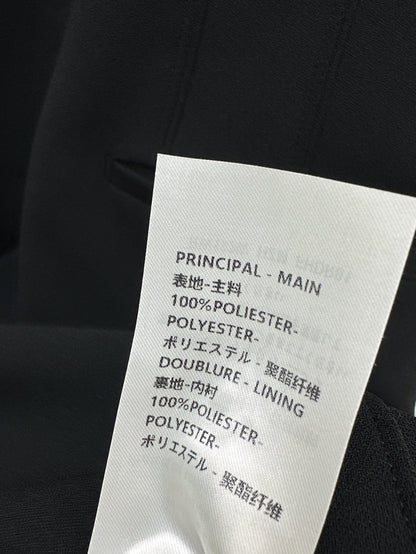 PRINCIPAL - MAIN
表地-主料
100%POLIESTER-
POLYESTER-
ポリエステル - 聚酯纤维
DOUBLURE - LINING
裏地-内衬
100%POLIESTER-
POLYESTER-
ポリエステル - 聚酯纤维